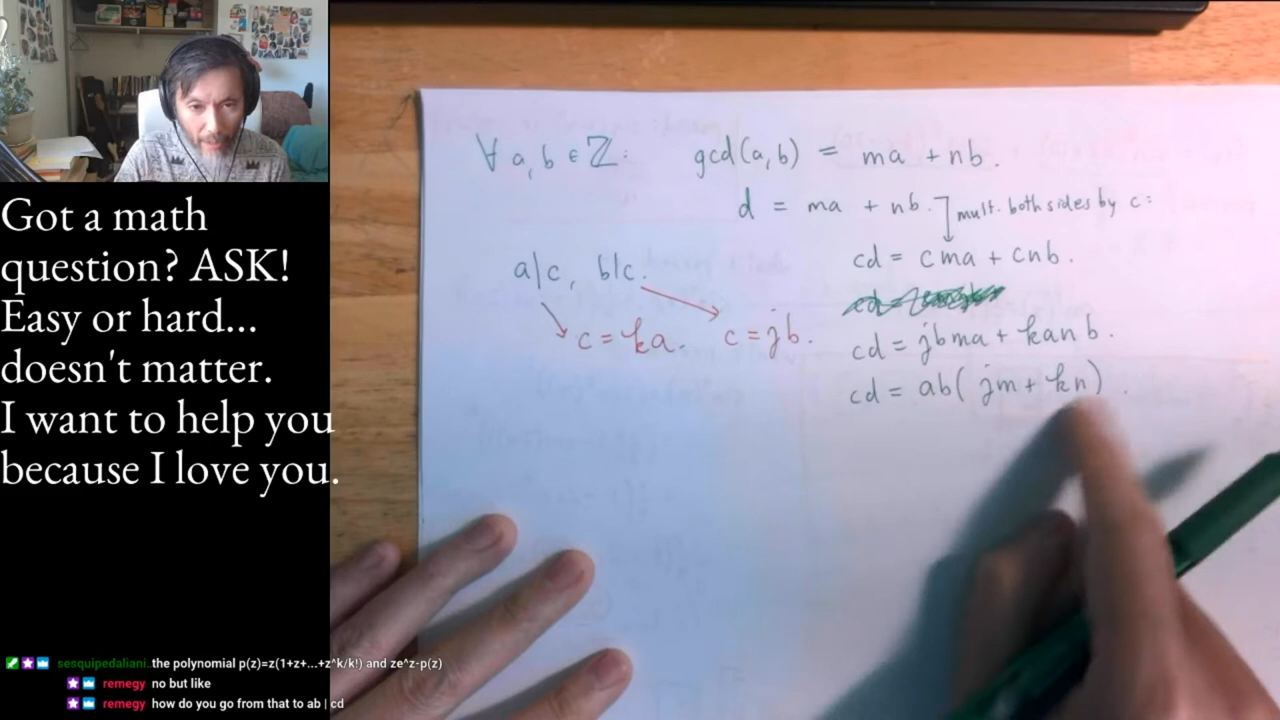 Got a math
question? ASK!
Easy or hard...
doesn't matter.
I want to help you
because I love you.
∀ a, b ∈ ℤ: gcd(a,b) = ma + nb.
d = ma + nb. mult. both sides by c:
cd = cma + cnb.
a|c, b|c.
c = ka. c = jb.
cd = jbma + kanb.
cd = ab(jm + kn).
sesquipedaliani.. the polynomial p(z)=z(1+z+...+z^k/k!) and ze^z-p(z)
remegy no but like
remegy how do you go from that to ab | cd